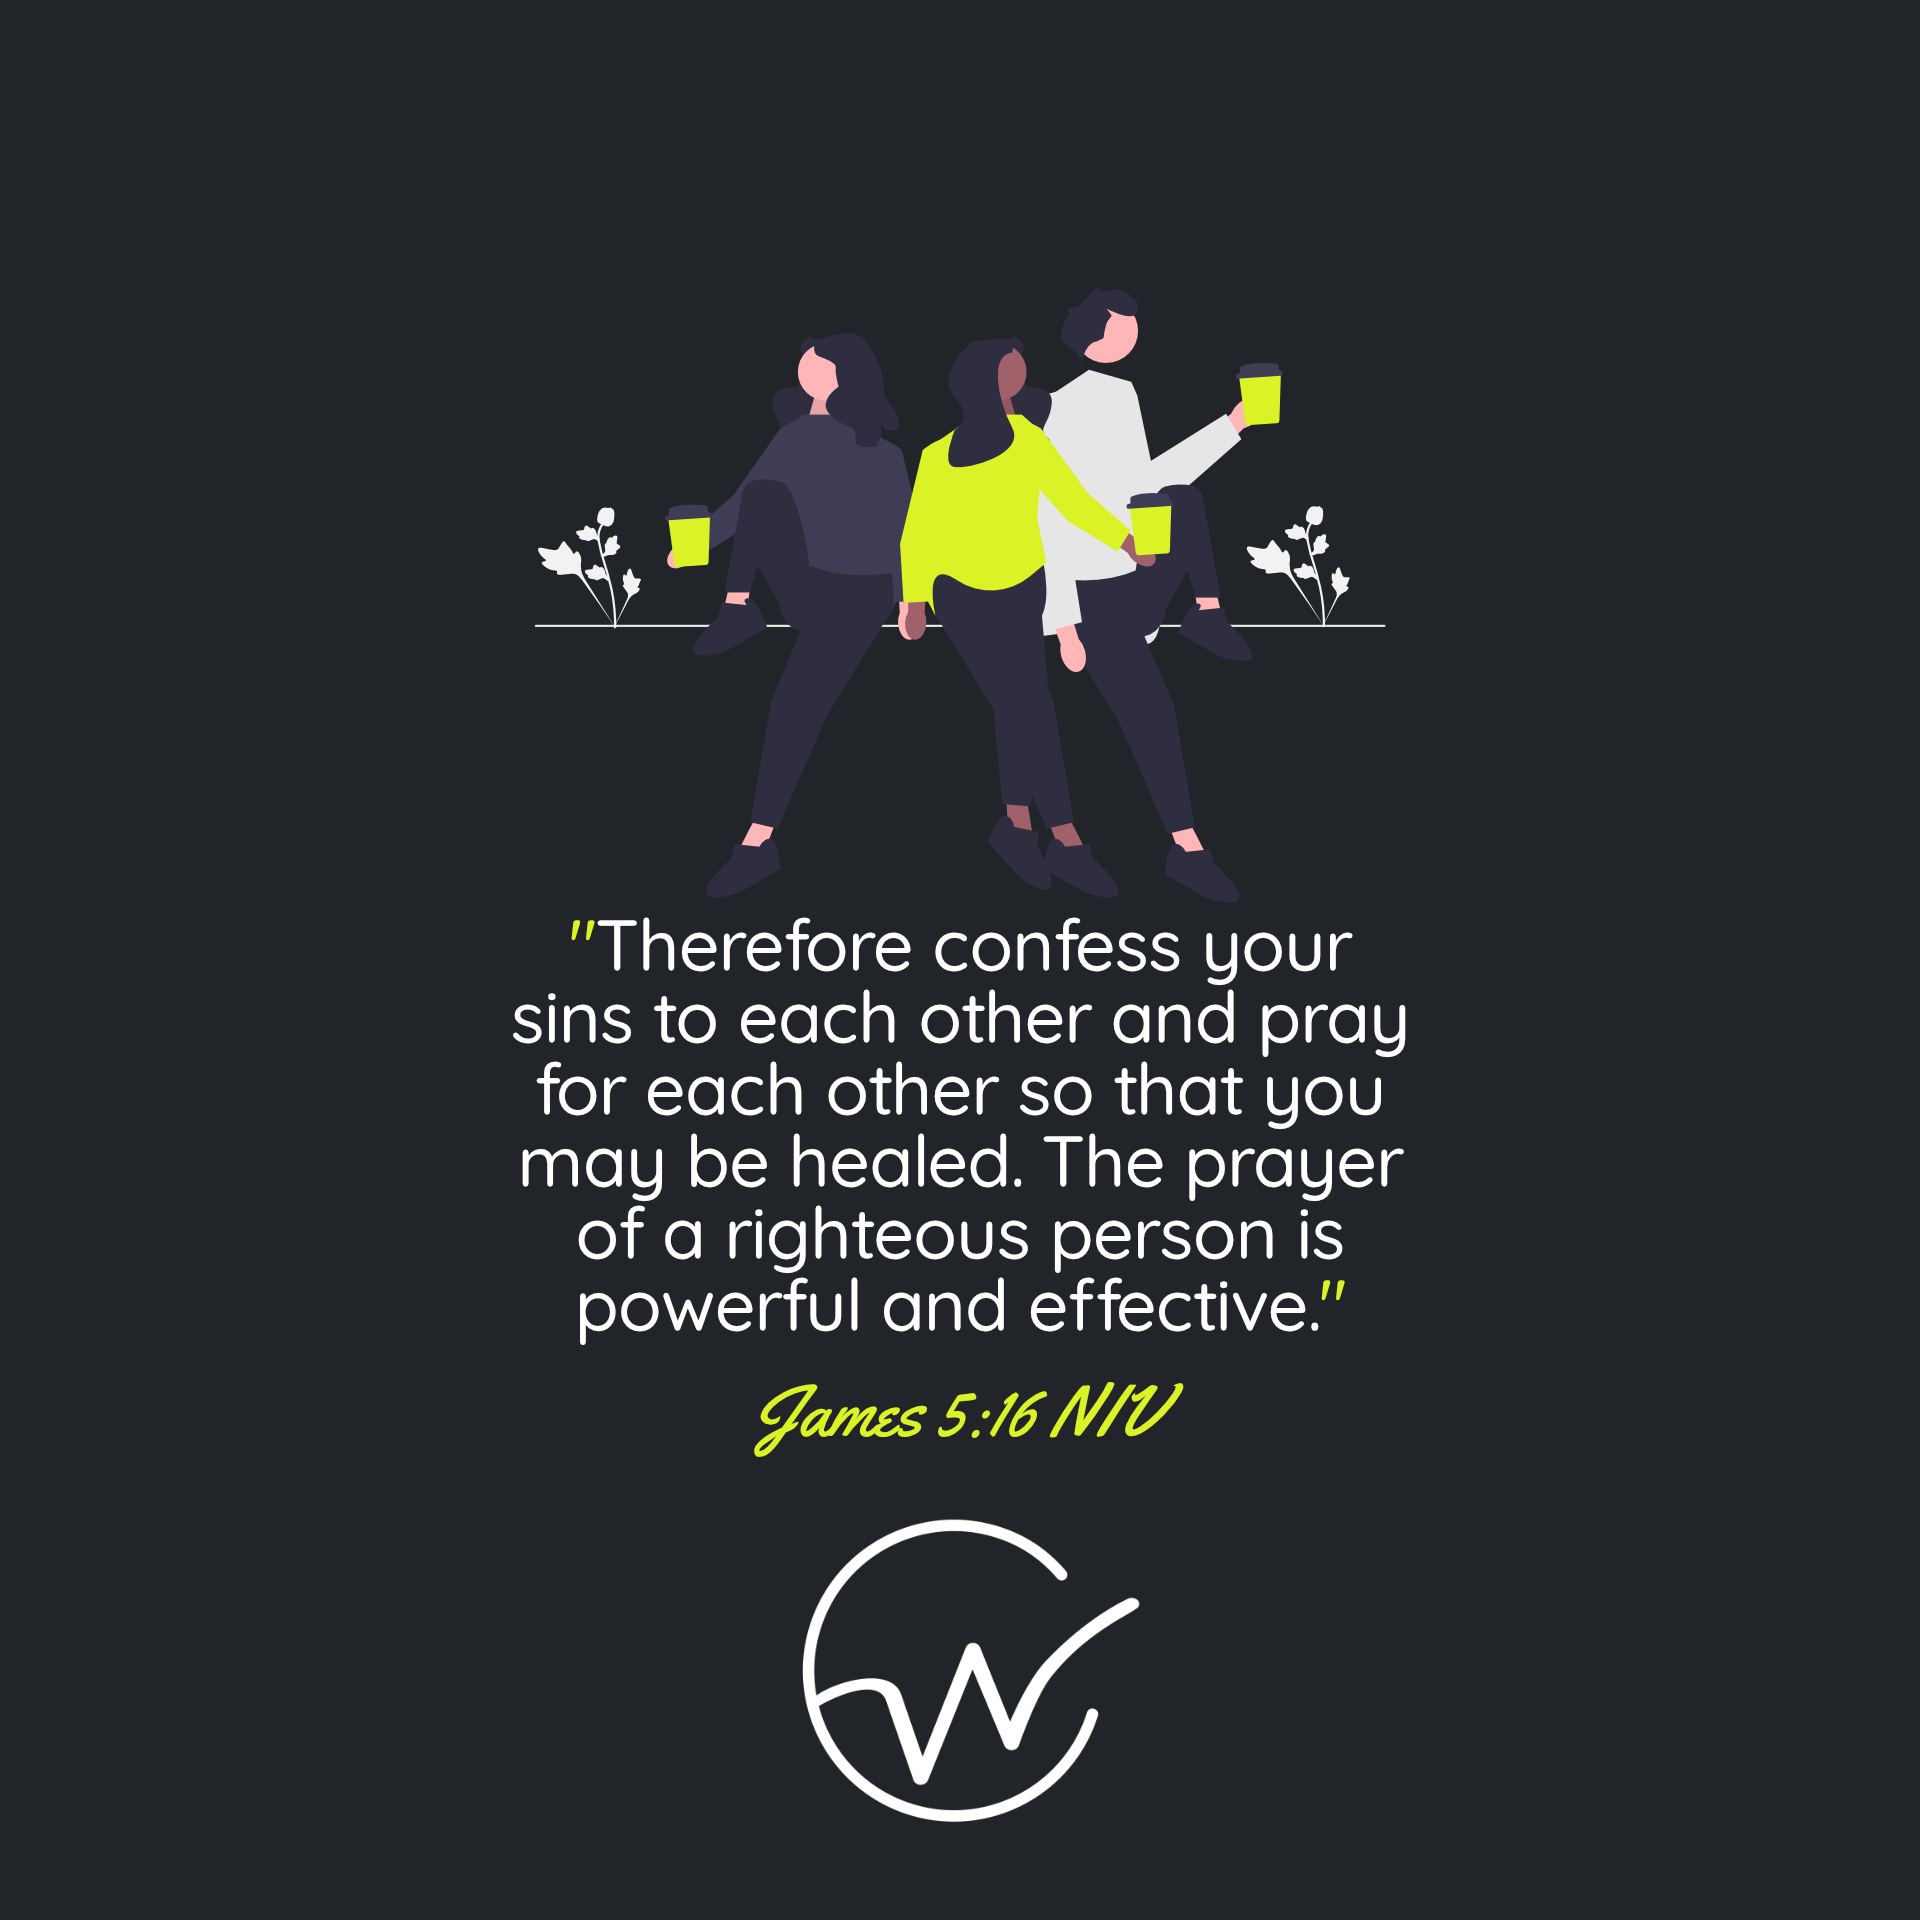 "Therefore confess your
sins to each other and pray
for each other so that you
may be healed. The prayer
of a righteous person is
powerful and effective."
James 5:16 NIV